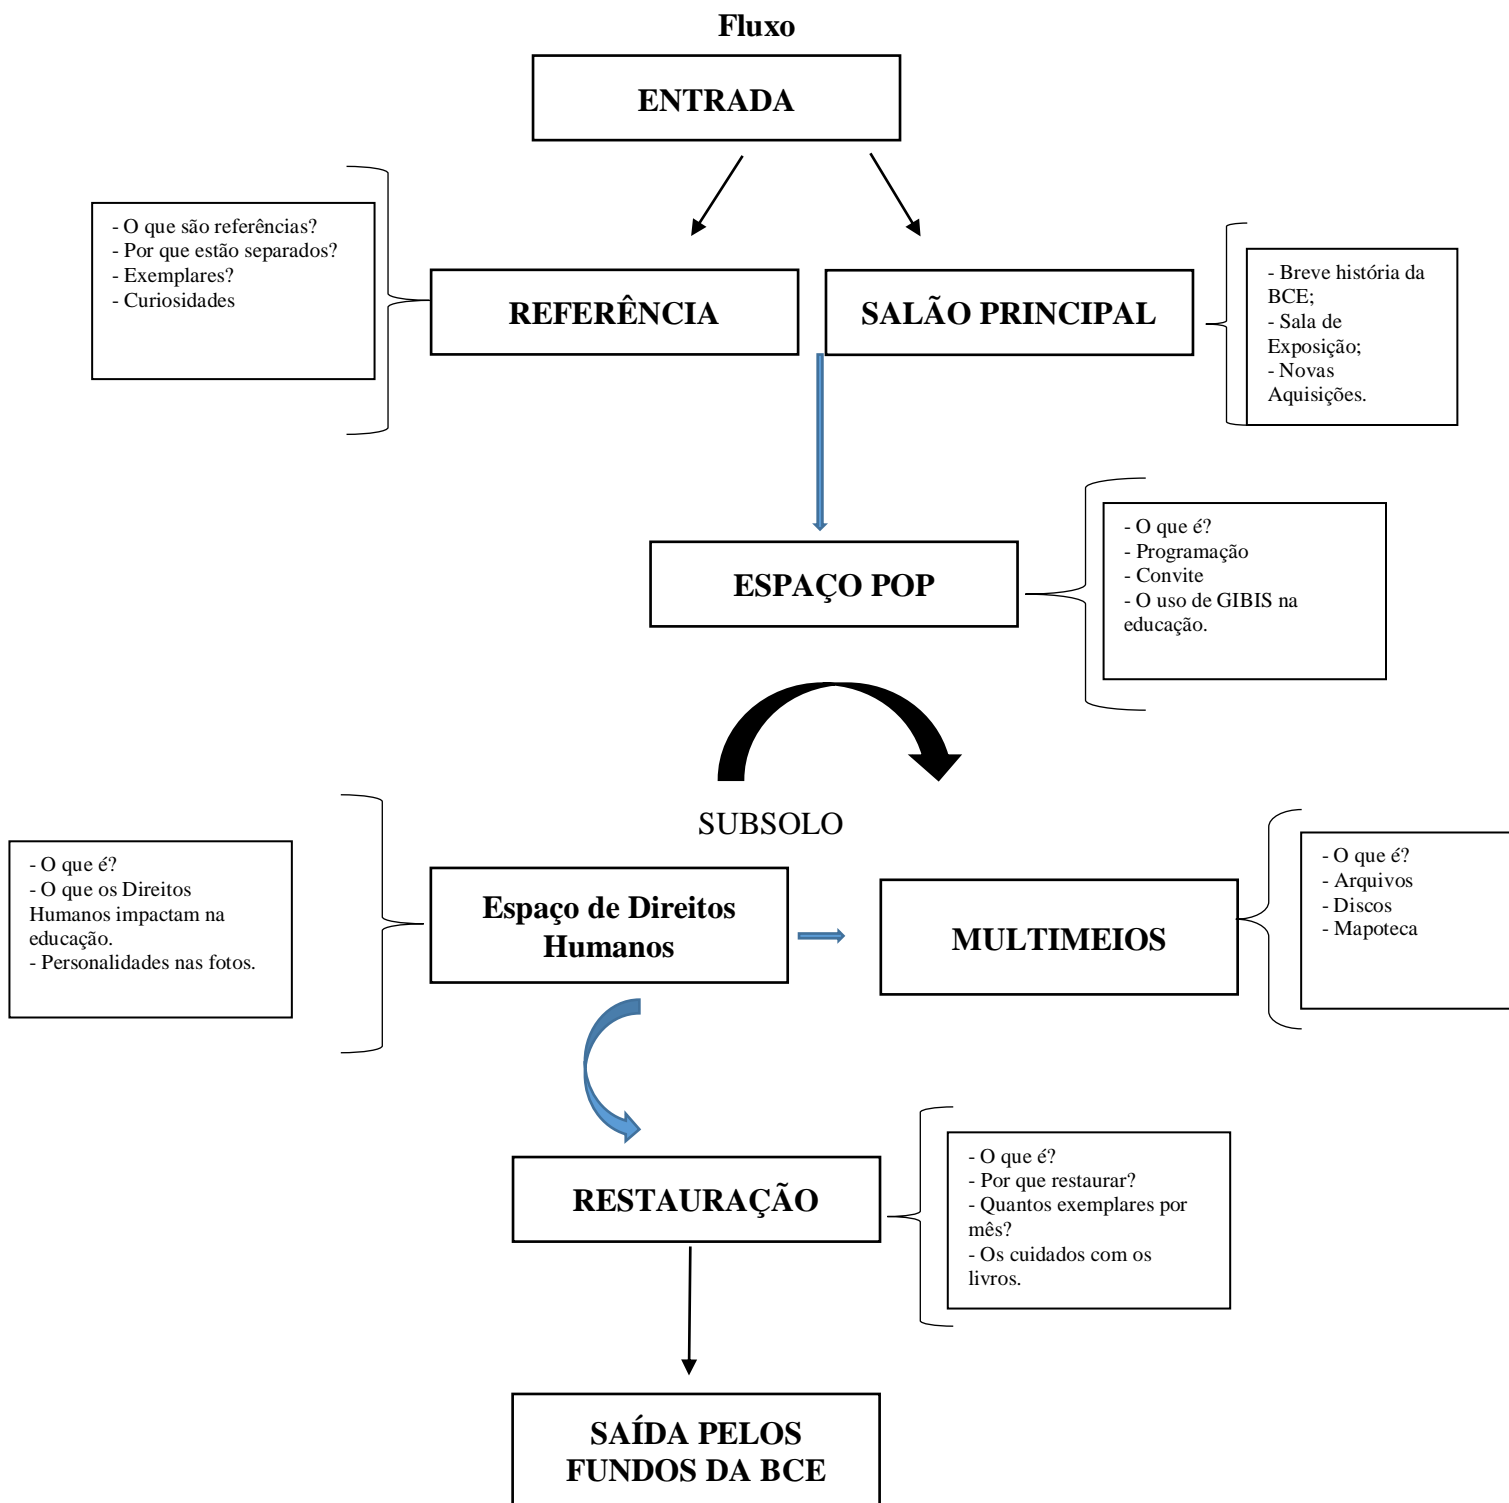 Fluxo
ENTRADA
- O que são referências?
- Por que estão separados?
- Exemplares?
- Curiosidades
REFERÊNCIA
SALÃO PRINCIPAL
- Breve história da
BCE;
- Sala de
Exposição;
- Novas
Aquisições.
ESPAÇO POP
- O que é?
- Programação
- Convite
- O uso de GIBIS na
educação.
SUBSOLO
- O que é?
- O que os Direitos
Humanos impactam na
educação.
- Personalidades nas fotos.
Espaço de Direitos
Humanos
MULTIMEIOS
- O que é?
- Arquivos
- Discos
- Mapoteca
RESTAURAÇÃO
- O que é?
- Por que restaurar?
- Quantos exemplares por
mês?
- Os cuidados com os
livros.
SAÍDA PELOS
FUNDOS DA BCE